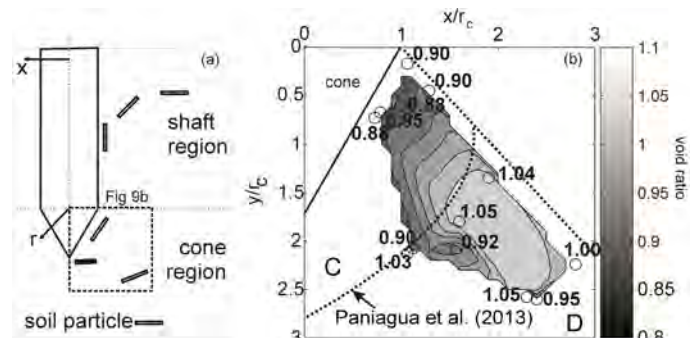 (a)
x
shaft
region
Fig 9b
r
cone
region
soil particle
x/rc
0 1 2 3
(b)
0
0.5
1
1.5
2
2.5
3
y/rc
cone
0.90
0.90
0.88
0.95
0.88
1.04
1.05
0.90
0.92
1.03
1.00
1.05
0.95
C
D
Paniagua et al. (2013)
1.1
1.05
1
0.95
0.9
0.85
0.8
void ratio